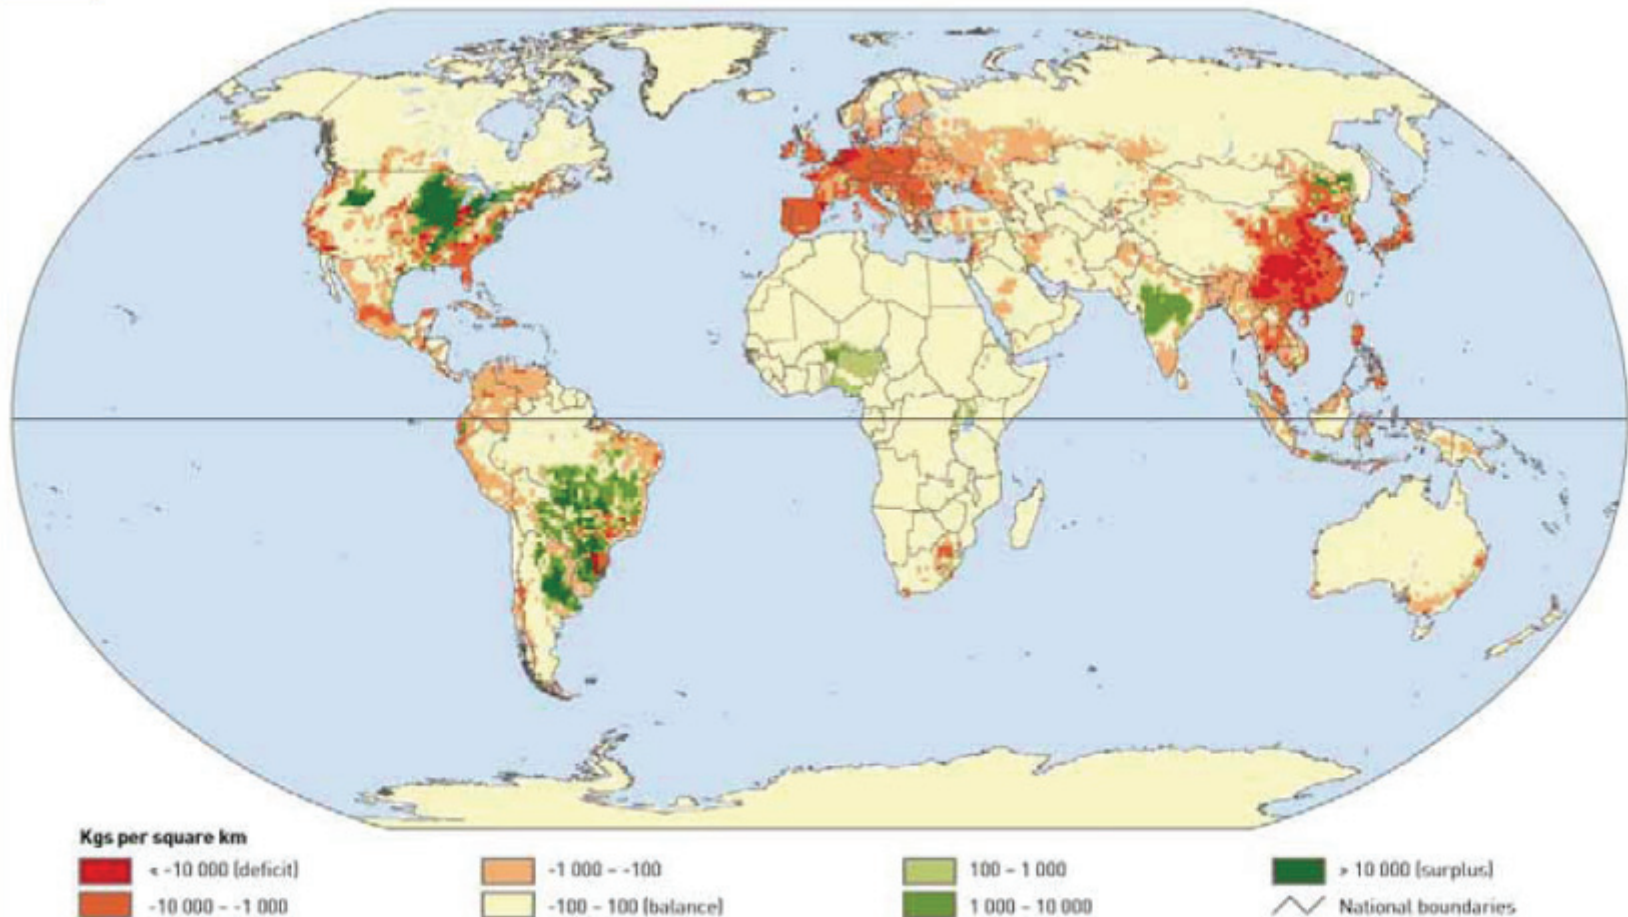 Kgs per square km
< -10 000 (deficit)
-1 000 – -100
100 – 1 000
> 10 000 (surplus)
-10 000 – -1 000
-100 – 100 (balance)
1 000 – 10 000
National boundaries